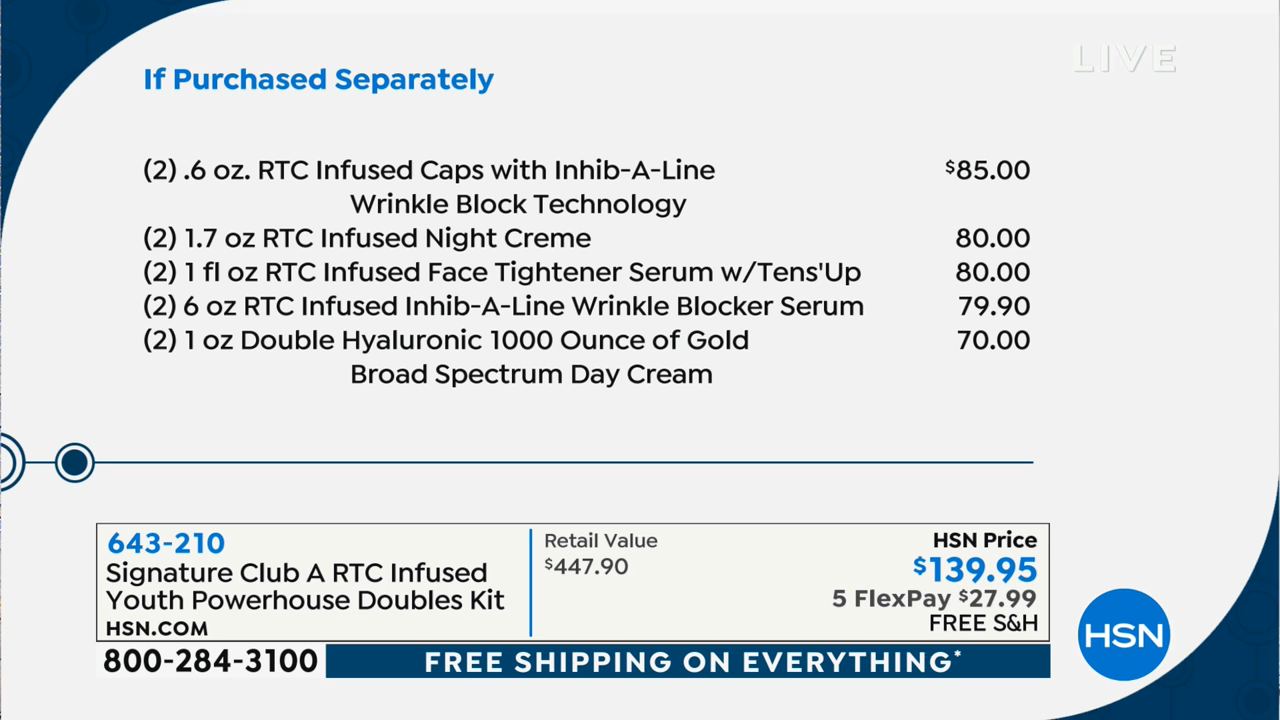 LIVE
If Purchased Separately
(2) .6 oz. RTC Infused Caps with Inhib-A-Line $85.00
Wrinkle Block Technology
(2) 1.7 oz RTC Infused Night Creme 80.00
(2) 1 fl oz RTC Infused Face Tightener Serum w/Tens'Up 80.00
(2) 6 oz RTC Infused Inhib-A-Line Wrinkle Blocker Serum 79.90
(2) 1 oz Double Hyaluronic 1000 Ounce of Gold 70.00
Broad Spectrum Day Cream
643-210
Signature Club A RTC Infused
Youth Powerhouse Doubles Kit
HSN.COM
Retail Value
$447.90
HSN Price
$139.95
5 FlexPay $27.99
FREE S&H
HSN
800-284-3100
FREE SHIPPING ON EVERYTHING*